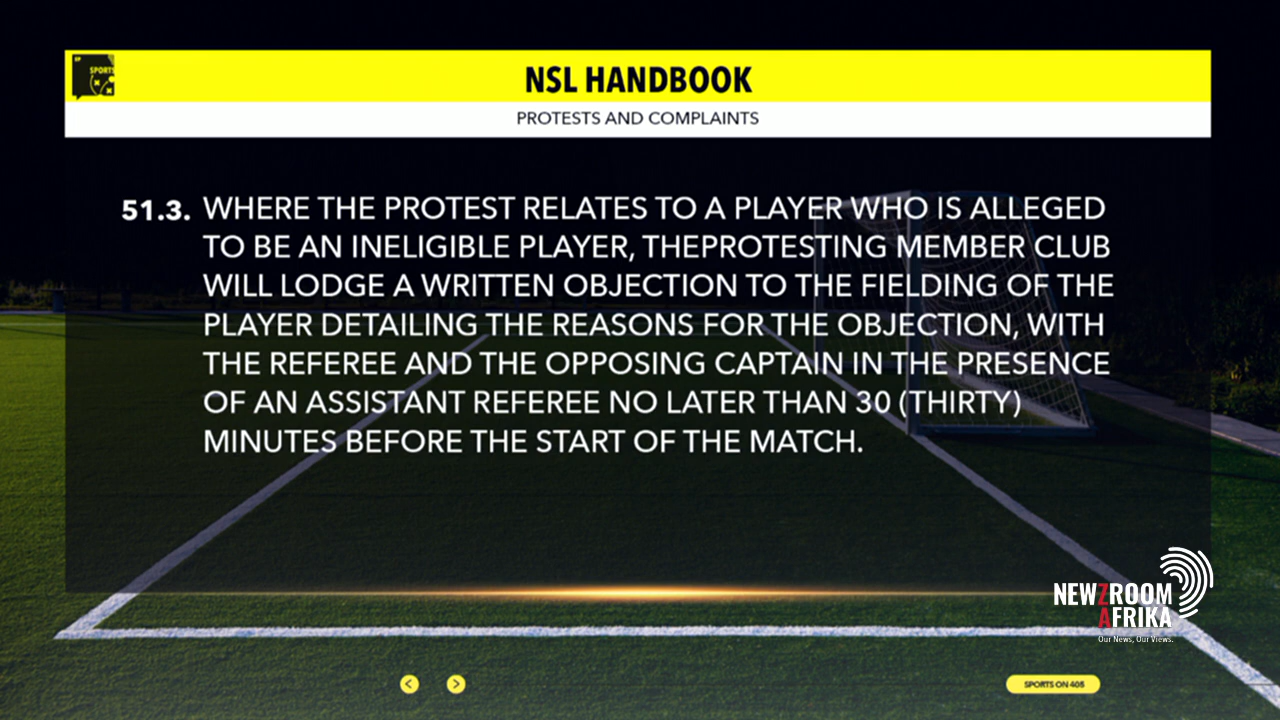 SPORTS
NSL HANDBOOK
PROTESTS AND COMPLAINTS
51.3. WHERE THE PROTEST RELATES TO A PLAYER WHO IS ALLEGED
TO BE AN INELIGIBLE PLAYER, THEPROTESTING MEMBER CLUB
WILL LODGE A WRITTEN OBJECTION TO THE FIELDING OF THE
PLAYER DETAILING THE REASONS FOR THE OBJECTION, WITH
THE REFEREE AND THE OPPOSING CAPTAIN IN THE PRESENCE
OF AN ASSISTANT REFEREE NO LATER THAN 30 (THIRTY)
MINUTES BEFORE THE START OF THE MATCH.
NEWZROOM
AFRIKA
Our News, Our Views.
SPORTS ON 405